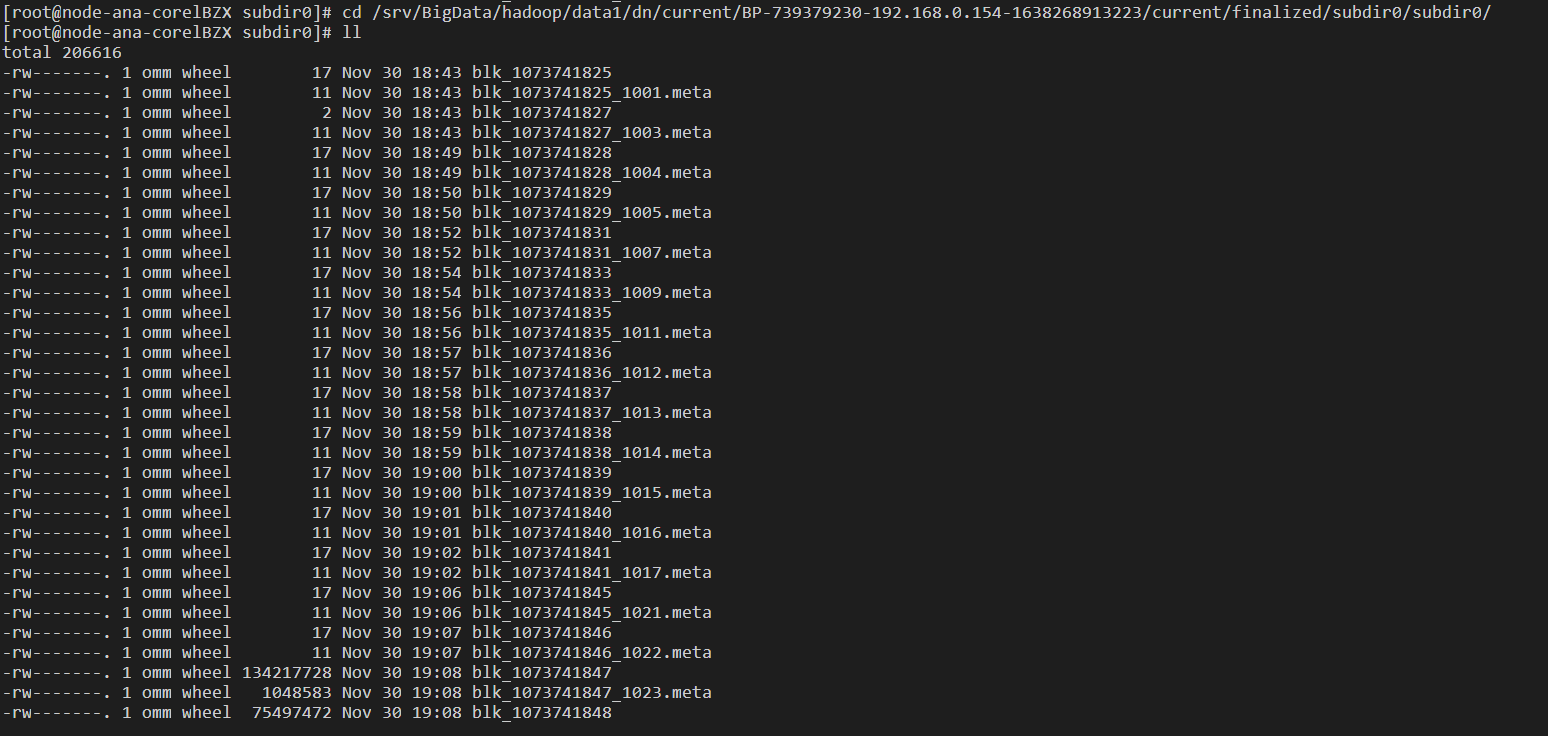 [root@node-ana-corelBZX subdir0]# cd /srv/BigData/hadoop/data1/dn/current/BP-739379230-192.168.0.154-1638268913223/current/finalized/subdir0/subdir0/
[root@node-ana-corelBZX subdir0]# ll
total 206616
-rw-------. 1 omm wheel        17 Nov 30 18:43 blk_1073741825
-rw-------. 1 omm wheel        11 Nov 30 18:43 blk_1073741825_1001.meta
-rw-------. 1 omm wheel         2 Nov 30 18:43 blk_1073741827
-rw-------. 1 omm wheel        11 Nov 30 18:43 blk_1073741827_1003.meta
-rw-------. 1 omm wheel        17 Nov 30 18:49 blk_1073741828
-rw-------. 1 omm wheel        11 Nov 30 18:49 blk_1073741828_1004.meta
-rw-------. 1 omm wheel        17 Nov 30 18:50 blk_1073741829
-rw-------. 1 omm wheel        11 Nov 30 18:50 blk_1073741829_1005.meta
-rw-------. 1 omm wheel        17 Nov 30 18:52 blk_1073741831
-rw-------. 1 omm wheel        11 Nov 30 18:52 blk_1073741831_1007.meta
-rw-------. 1 omm wheel        17 Nov 30 18:54 blk_1073741833
-rw-------. 1 omm wheel        11 Nov 30 18:54 blk_1073741833_1009.meta
-rw-------. 1 omm wheel        17 Nov 30 18:56 blk_1073741835
-rw-------. 1 omm wheel        11 Nov 30 18:56 blk_1073741835_1011.meta
-rw-------. 1 omm wheel        17 Nov 30 18:57 blk_1073741836
-rw-------. 1 omm wheel        11 Nov 30 18:57 blk_1073741836_1012.meta
-rw-------. 1 omm wheel        17 Nov 30 18:58 blk_1073741837
-rw-------. 1 omm wheel        11 Nov 30 18:58 blk_1073741837_1013.meta
-rw-------. 1 omm wheel        17 Nov 30 18:59 blk_1073741838
-rw-------. 1 omm wheel        11 Nov 30 18:59 blk_1073741838_1014.meta
-rw-------. 1 omm wheel        17 Nov 30 19:00 blk_1073741839
-rw-------. 1 omm wheel        11 Nov 30 19:00 blk_1073741839_1015.meta
-rw-------. 1 omm wheel        17 Nov 30 19:01 blk_1073741840
-rw-------. 1 omm wheel        11 Nov 30 19:01 blk_1073741840_1016.meta
-rw-------. 1 omm wheel        17 Nov 30 19:02 blk_1073741841
-rw-------. 1 omm wheel        11 Nov 30 19:02 blk_1073741841_1017.meta
-rw-------. 1 omm wheel        17 Nov 30 19:06 blk_1073741845
-rw-------. 1 omm wheel        11 Nov 30 19:06 blk_1073741845_1021.meta
-rw-------. 1 omm wheel        17 Nov 30 19:07 blk_1073741846
-rw-------. 1 omm wheel        11 Nov 30 19:07 blk_1073741846_1022.meta
-rw-------. 1 omm wheel 134217728 Nov 30 19:08 blk_1073741847
-rw-------. 1 omm wheel   1048583 Nov 30 19:08 blk_1073741847_1023.meta
-rw-------. 1 omm wheel  75497472 Nov 30 19:08 blk_1073741848